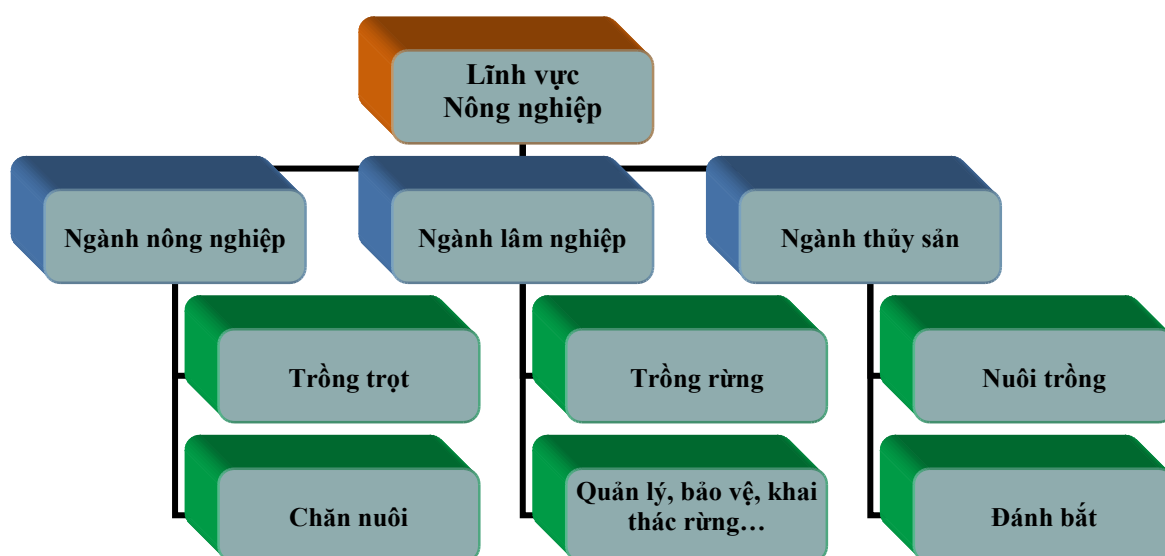 Lĩnh vực
Nông nghiệp
Ngành nông nghiệp
Ngành lâm nghiệp
Ngành thủy sản
Trồng trọt
Trồng rừng
Nuôi trồng
Chăn nuôi
Quản lý, bảo vệ, khai
thác rừng…
Đánh bắt